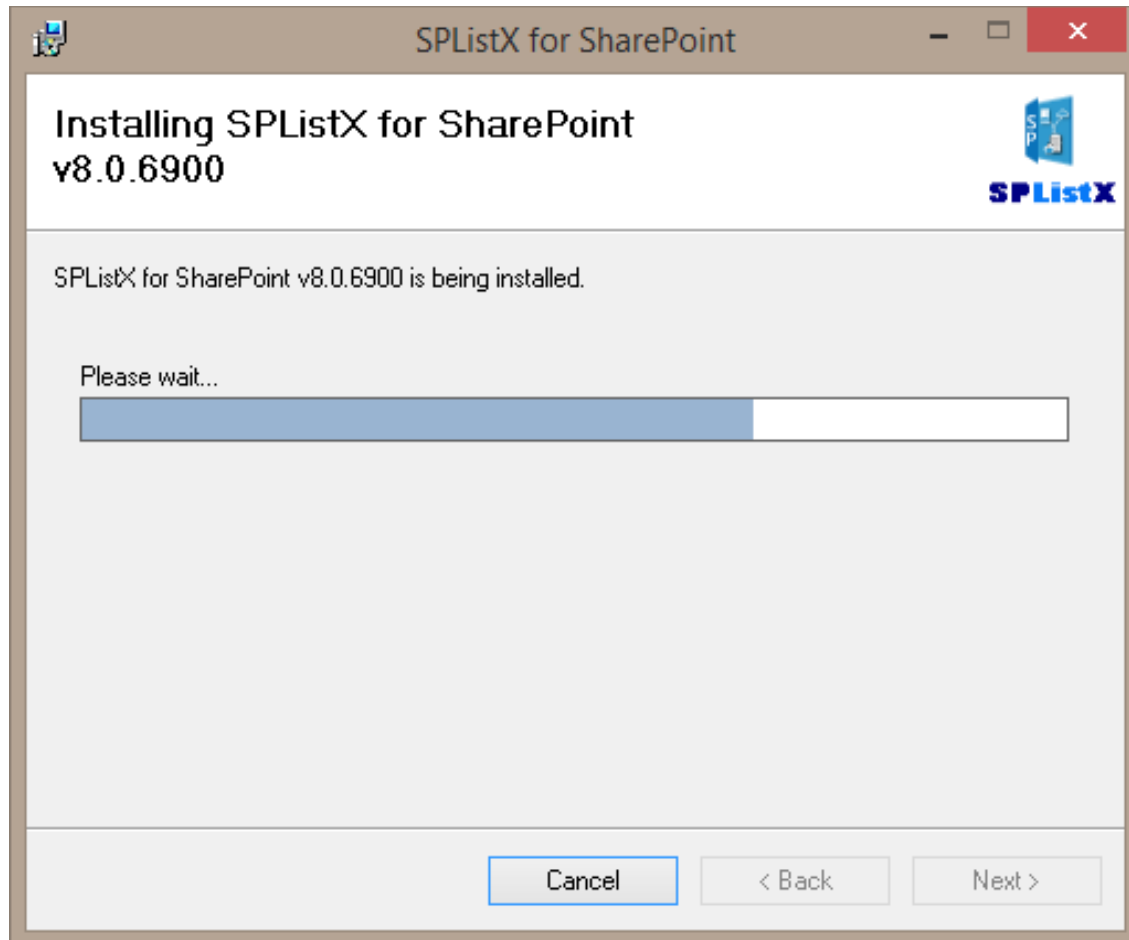 SPListX for SharePoint
Installing SPListX for SharePoint
v8.0.6900
S
P
SPListX
SPListX for SharePoint v8.0.6900 is being installed.
Please wait...
Cancel
< Back
Next >